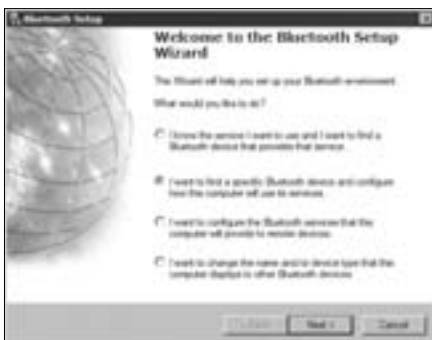 Bluetooth Setup
Welcome to the Bluetooth Setup
Wizard
This Wizard will help you set up your Bluetooth environment.
What would you like to do?
I know the service I want to use and I want to find a
Bluetooth device that provides that service.
I want to find a specific Bluetooth device and configure
how this computer will use its services.
I want to configure the Bluetooth services that this
computer will provide to remote devices.
I want to change the name and/or device type that this
computer displays to other Bluetooth devices.
< Back
Next >
Cancel